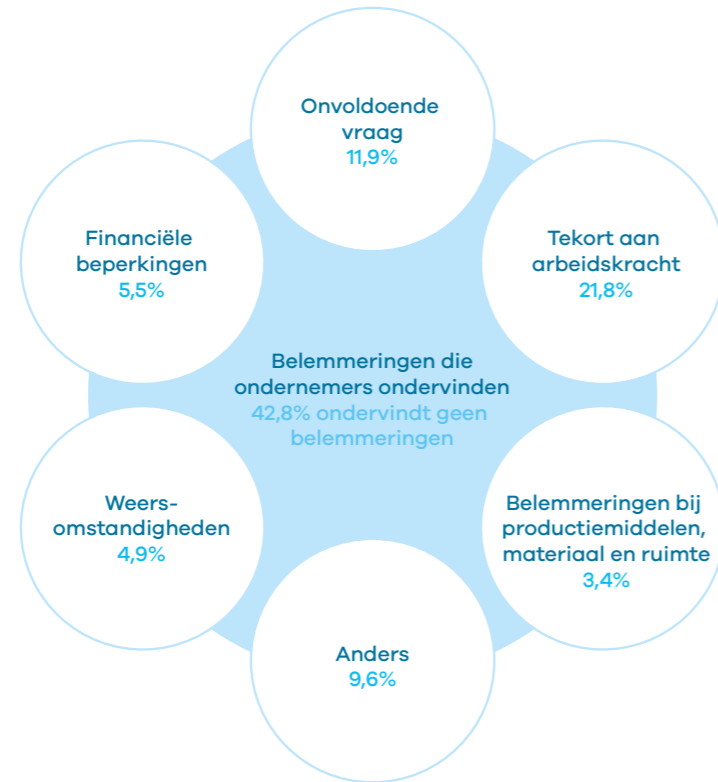 Onvoldoende
vraag
11,9%
Financiële
beperkingen
5,5%
Tekort aan
arbeidskracht
21,8%
Belemmeringen die
ondernemers ondervinden
42,8% ondervindt geen
belemmeringen
Weers-
omstandigheden
4,9%
Belemmeringen bij
productiemiddelen,
materiaal en ruimte
3,4%
Anders
9,6%